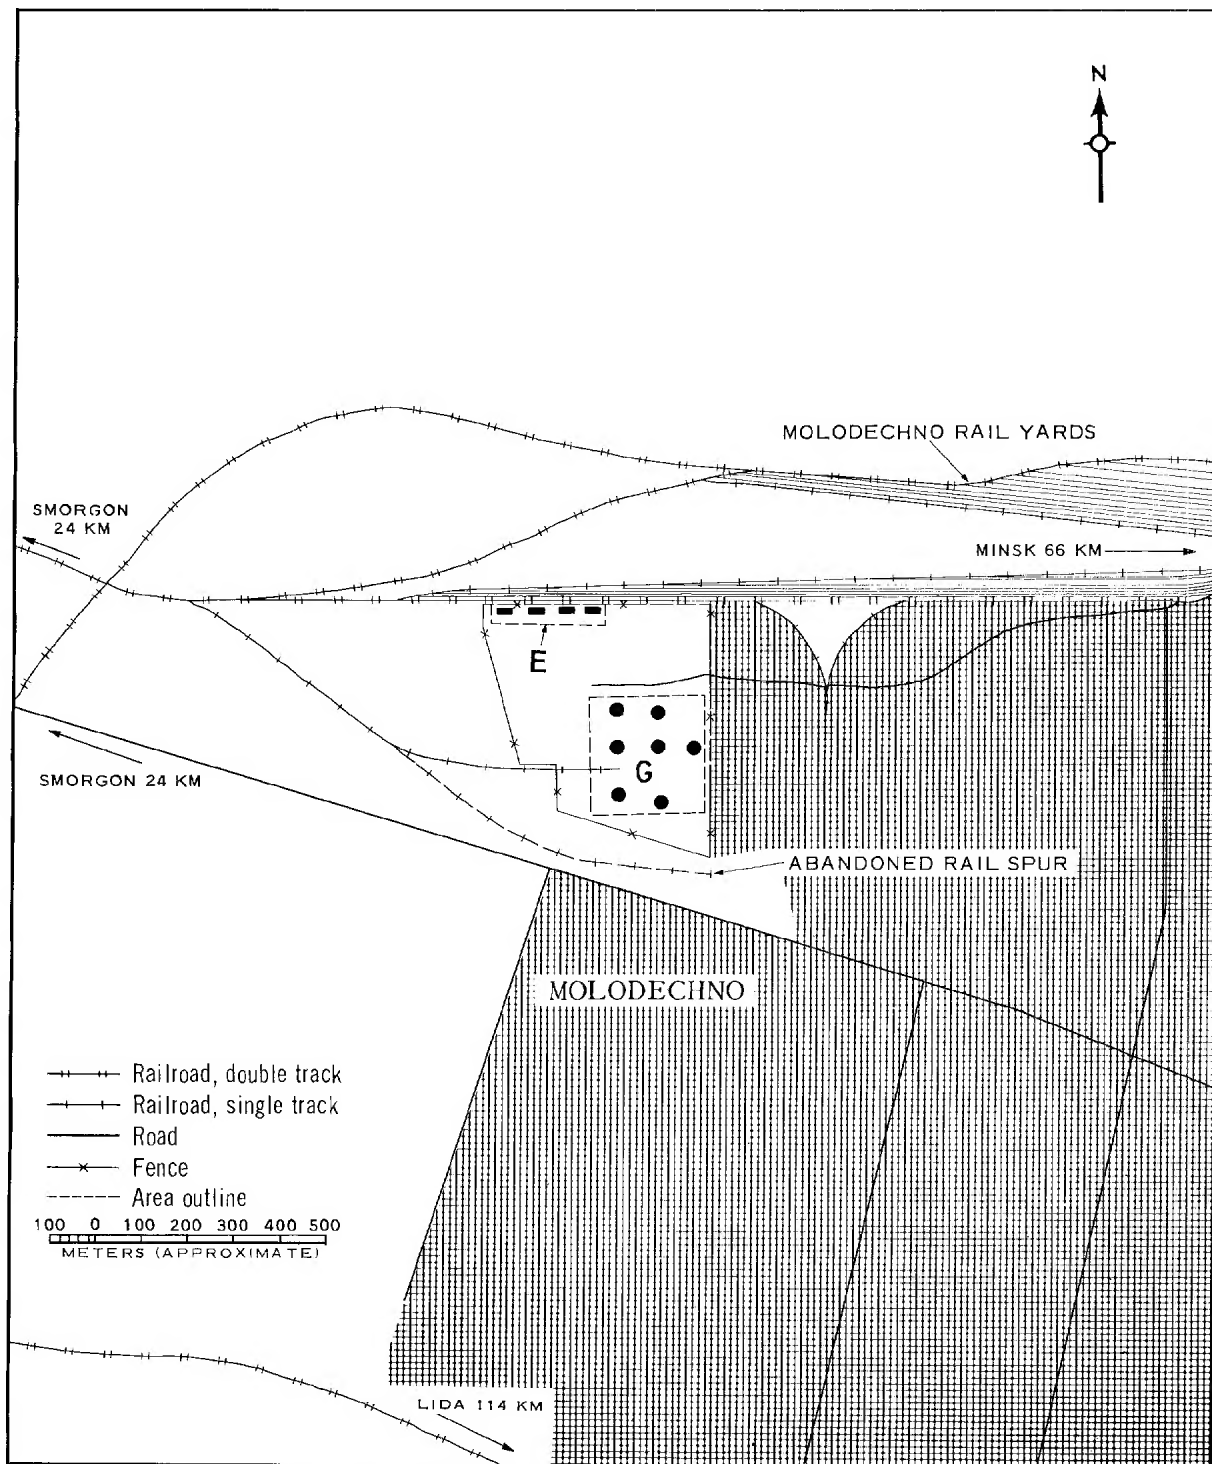 N
MOLODECHNO RAIL YARDS
SMORGON
24 KM
MINSK 66 KM
E
SMORGON 24 KM
G
ABANDONED RAIL SPUR
MOLODECHNO
Railroad, double track
Railroad, single track
Road
Fence
Area outline
100 0 100 200 300 400 500
METERS (APPROXIMATE)
LIDA 114 KM